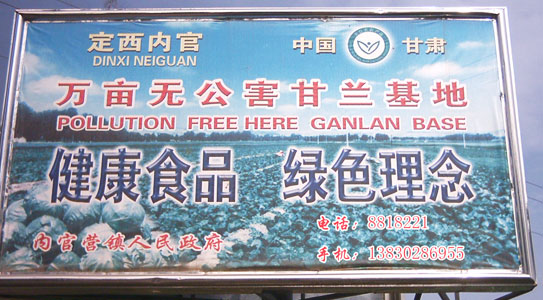 定西内官 中国 甘肃
DINXI NEIGUAN
万亩无公害甘兰基地
POLLUTION FREE HERE GANLAN BASE
健康食品 绿色理念
电话：8818221
内官营镇人民政府
手机：13830286955